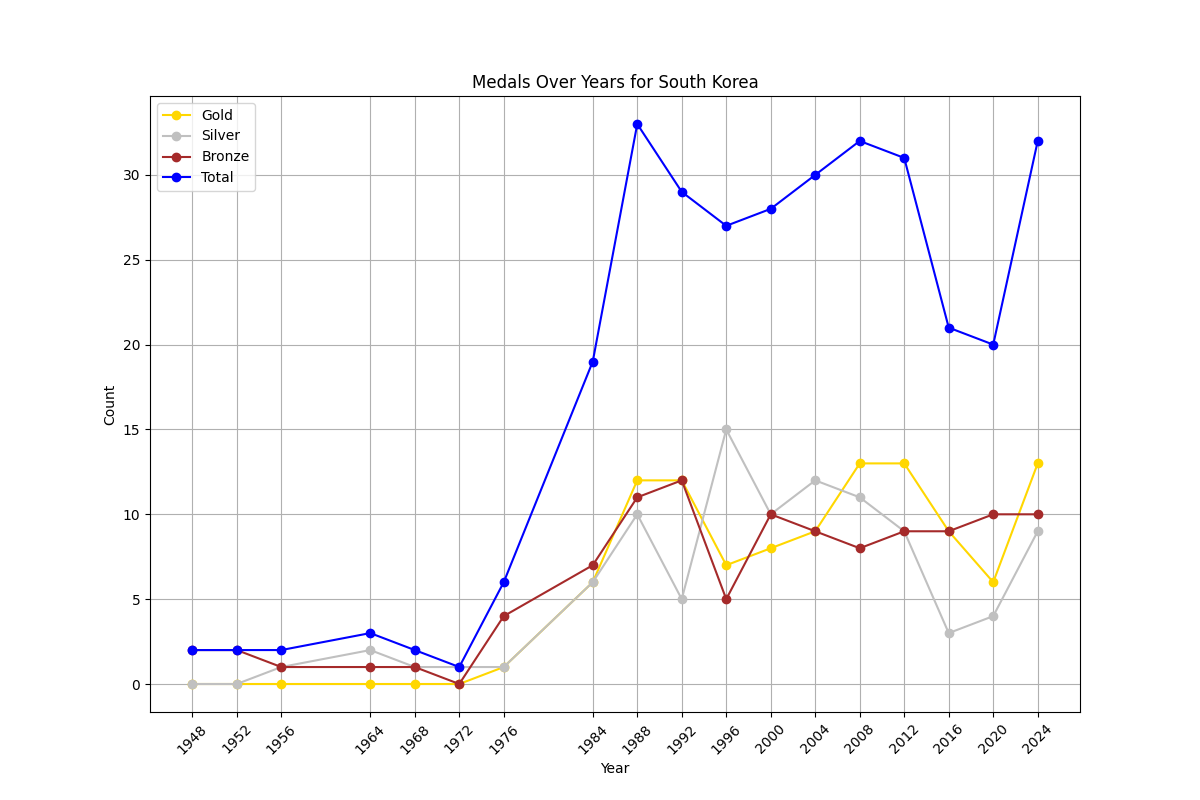 Medals Over Years for South Korea
Gold
Silver
Bronze
Total
30
25
20
15
10
5
0
Count
1948 1952 1956 1964 1968 1972 1976 1984 1988 1992 1996 2000 2004 2008 2012 2016 2020 2024
Year